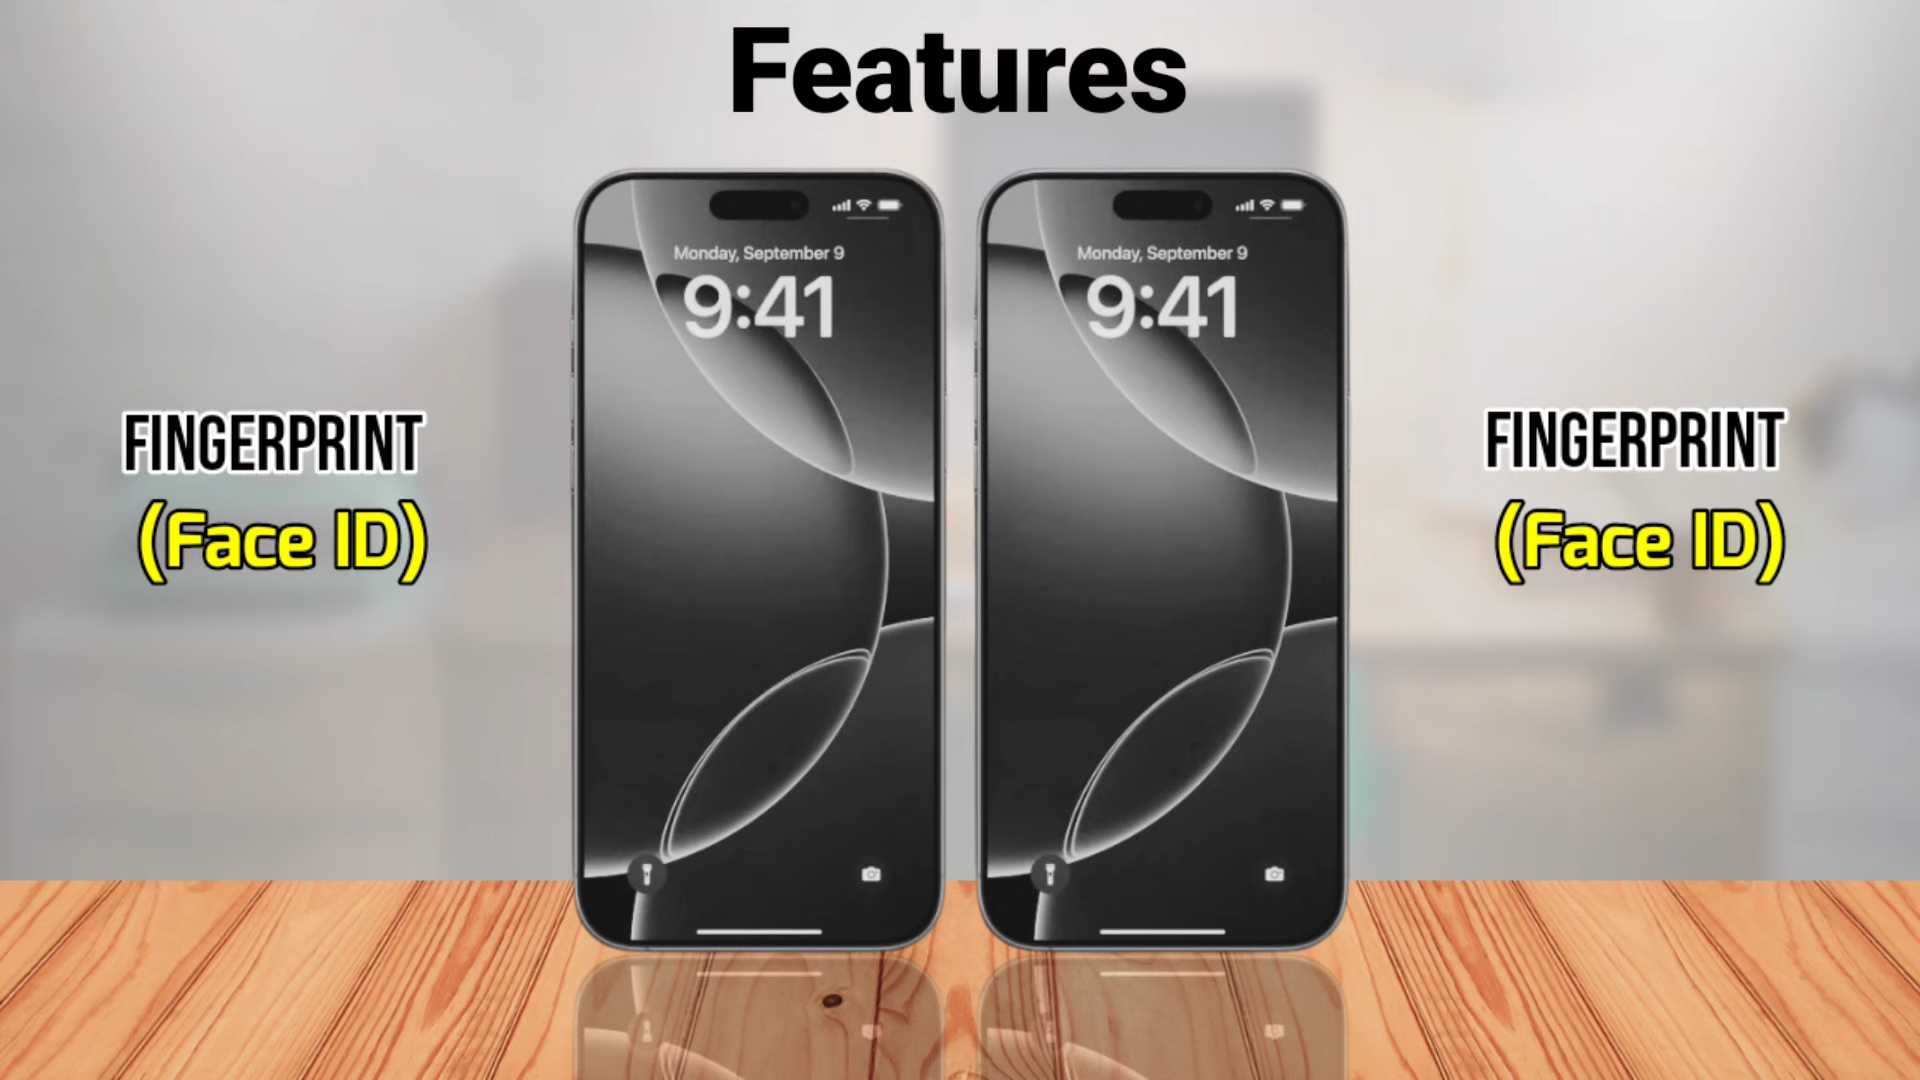 Features
Monday, September 9
9:41
Monday, September 9
9:41
FINGERPRINT
(Face ID)
FINGERPRINT
(Face ID)